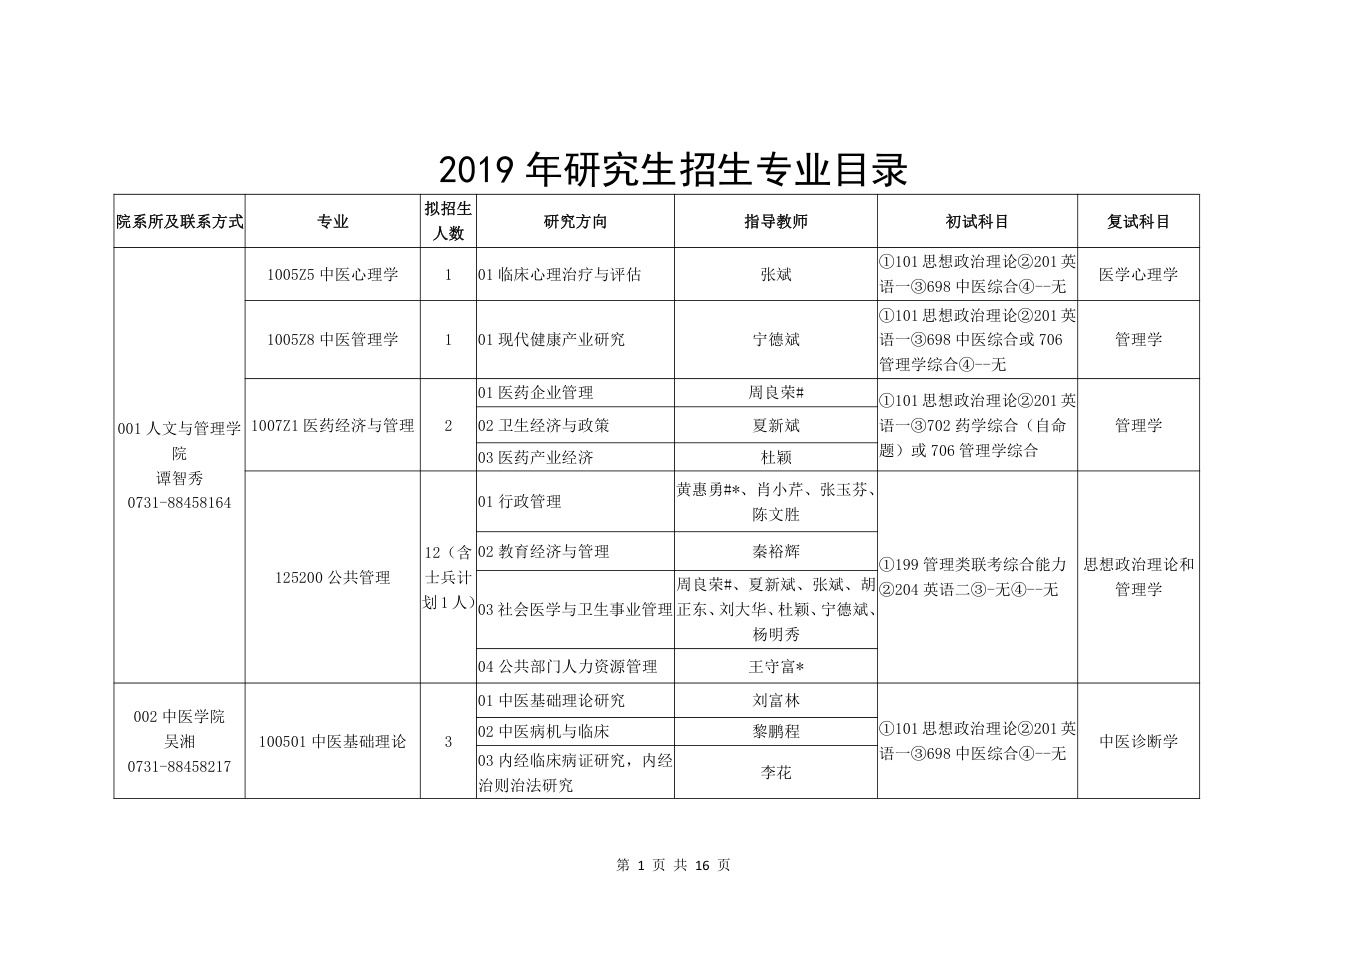 2019 年研究生招生专业目录
院系所及联系方式
专业
拟招生
人数
研究方向
指导教师
初试科目
复试科目
001 人文与管理学
院
谭智秀
0731-88458164
1005Z5 中医心理学
1
01 临床心理治疗与评估
张斌
①101 思想政治理论②201 英
语一③698 中医综合④--无
医学心理学
1005Z8 中医管理学
1
01 现代健康产业研究
宁德斌
①101 思想政治理论②201 英
语一③698 中医综合或 706
管理学综合④--无
管理学
1007Z1 医药经济与管理
2
01 医药企业管理
周良荣#
02 卫生经济与政策
夏新斌
03 医药产业经济
杜颖
①101 思想政治理论②201 英
语一③702 药学综合（自命
题）或 706 管理学综合
管理学
125200 公共管理
12（含
士兵计
划 1 人）
01 行政管理
黄惠勇#*、肖小芹、张玉芬、
陈文胜
02 教育经济与管理
秦裕辉
03 社会医学与卫生事业管理
周良荣#、夏新斌、张斌、胡
正东、刘大华、杜颖、宁德斌、
杨明秀
04 公共部门人力资源管理
王守富*
①199 管理类联考综合能力
②204 英语二③-无④--无
思想政治理论和
管理学
002 中医学院
吴湘
0731-88458217
100501 中医基础理论
3
01 中医基础理论研究
刘富林
02 中医病机与临床
黎鹏程
03 内经临床病证研究，内经
治则治法研究
李花
①101 思想政治理论②201 英
语一③698 中医综合④--无
中医诊断学
第 1 页 共 16 页